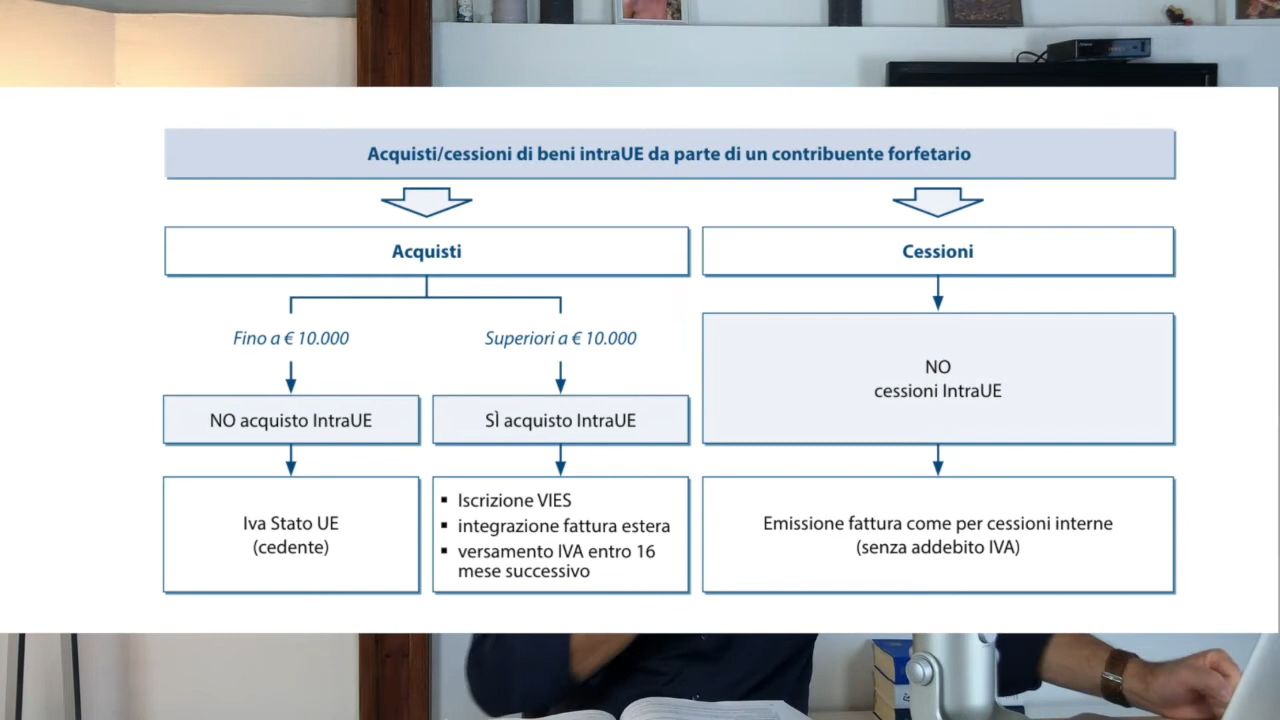 Acquisti/cessioni di beni intraUE da parte di un contribuente forfetario
Acquisti
Cessioni
Fino a € 10.000
Superiori a € 10.000
NO
cessioni IntraUE
NO acquisto IntraUE
SÌ acquisto IntraUE
Iva Stato UE
(cedente)
▪ Iscrizione VIES
▪ integrazione fattura estera
▪ versamento IVA entro 16
mese successivo
Emissione fattura come per cessioni interne
(senza addebito IVA)